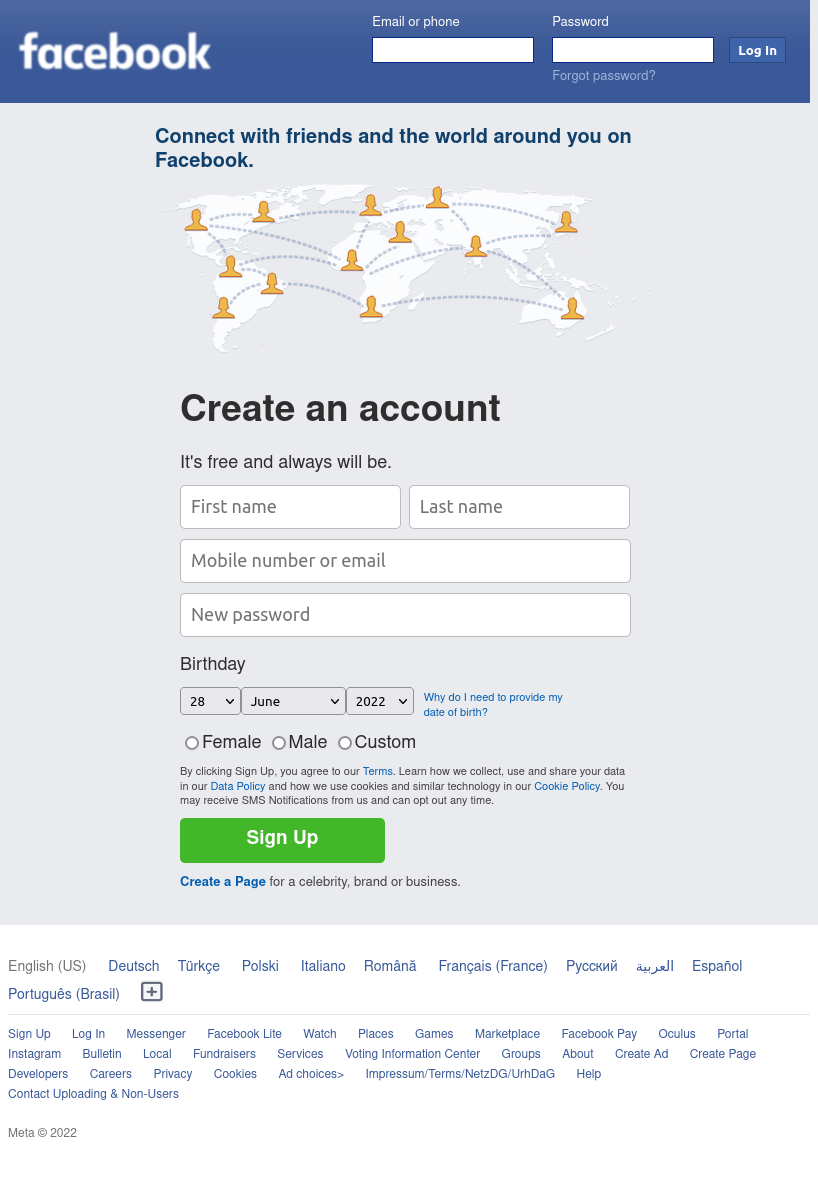 facebook
Email or phone
Password
Log In
Forgot password?
Connect with friends and the world around you on
Facebook.
Create an account
It's free and always will be.
First name
Last name
Mobile number or email
New password
Birthday
28 June 2022
Why do I need to provide my
date of birth?
Female Male Custom
By clicking Sign Up, you agree to our Terms. Learn how we collect, use and share your data
in our Data Policy and how we use cookies and similar technology in our Cookie Policy. You
may receive SMS Notifications from us and can opt out any time.
Sign Up
Create a Page for a celebrity, brand or business.
English (US) Deutsch Türkçe Polski Italiano Română Français (France) Русский العربية Español
Português (Brasil)
Sign Up Log In Messenger Facebook Lite Watch Places Games Marketplace Facebook Pay Oculus Portal
Instagram Bulletin Local Fundraisers Services Voting Information Center Groups About Create Ad Create Page
Developers Careers Privacy Cookies Ad choices> Impressum/Terms/NetzDG/UrhDaG Help
Contact Uploading & Non-Users
Meta © 2022